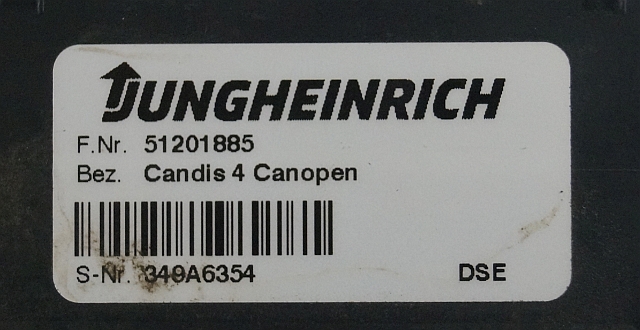 JUNGHEINRICH
F.Nr. 51201885
Bez. Candis 4 Canopen
S-Nr. 349A6354 DSE